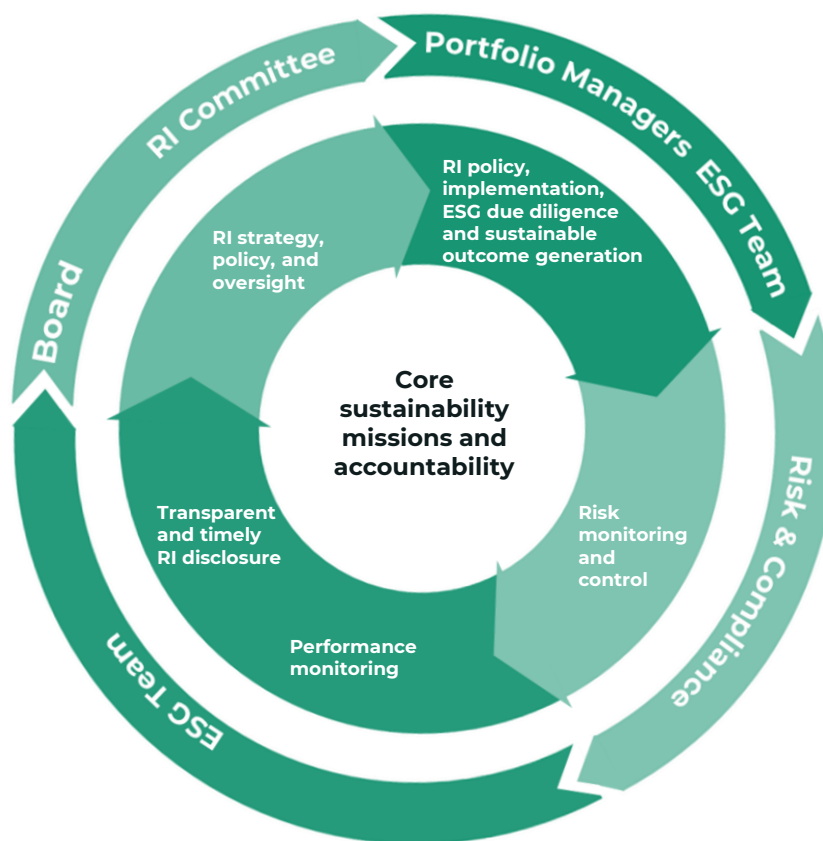 Board RI Committee
Portfolio Managers ESG Team
Risk & Compliance
ESG Team
RI strategy,
policy, and
oversight
RI policy,
implementation,
ESG due diligence
and sustainable
outcome generation
Risk
monitoring
and
control
Performance
monitoring
Transparent
and timely
RI disclosure
Core
sustainability
missions and
accountability